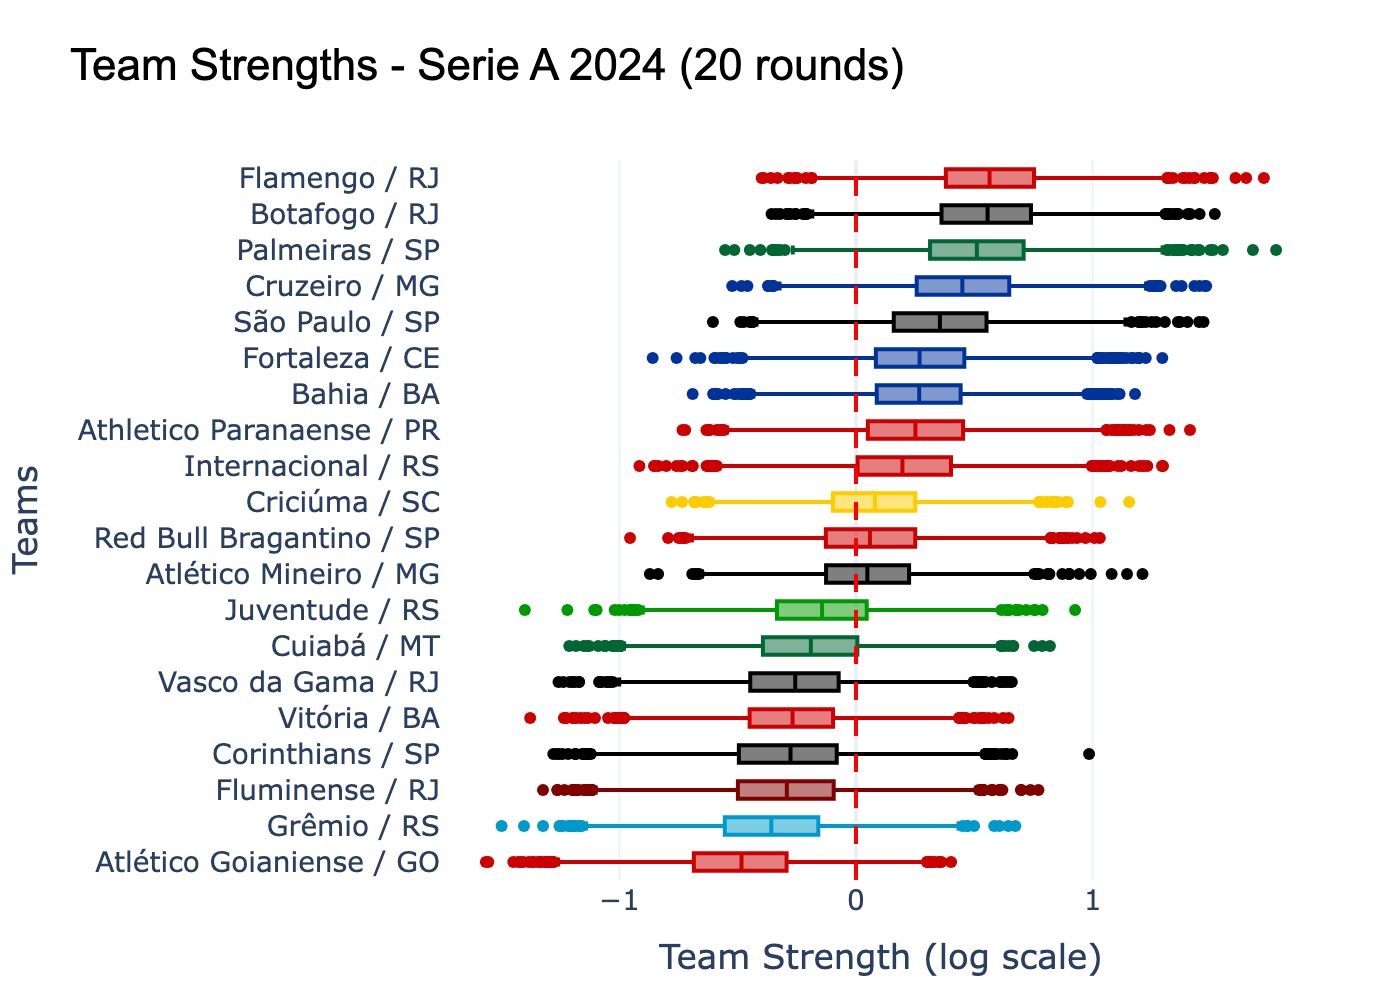 Team Strengths - Serie A 2024 (20 rounds)
Flamengo / RJ
Botafogo / RJ
Palmeiras / SP
Cruzeiro / MG
São Paulo / SP
Fortaleza / CE
Bahia / BA
Athletico Paranaense / PR
Internacional / RS
Criciúma / SC
Red Bull Bragantino / SP
Atlético Mineiro / MG
Juventude / RS
Cuiabá / MT
Vasco da Gama / RJ
Vitória / BA
Corinthians / SP
Fluminense / RJ
Grêmio / RS
Atlético Goianiense / GO
Teams
−1 0 1
Team Strength (log scale)